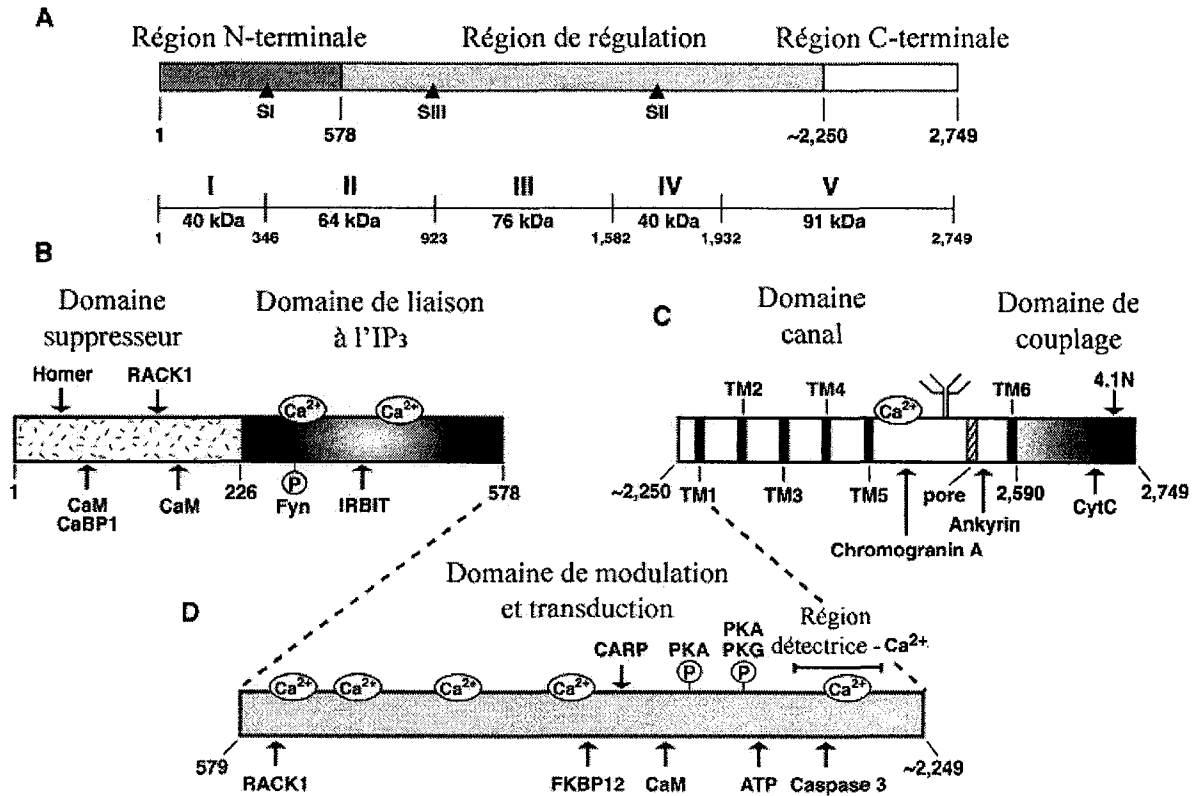 A
Région N-terminale
Région de régulation
Région C-terminale
SI
SIII
SII
1
578
~2,250
2,749
I
II
III
IV
V
40 kDa
64 kDa
76 kDa
40 kDa
91 kDa
1
346
923
1,582
1,932
2,749
B
Domaine
suppresseur
Domaine de liaison
à l'IP3
Homer
RACK1
Ca2+
Ca2+
1
CaM
CaBP1
CaM
226
P
Fyn
IRBIT
578
C
Domaine
canal
Domaine de
couplage
TM2
TM4
Ca2+
TM6
4.1N
~2,250
TM1
TM3
TM5
pore
2,590
CytC
2,749
Ankyrin
Chromogranin A
D
Domaine de modulation
et transduction
Région
détectrice - Ca2+
CARP
PKA
P
PKA
PKG
P
Ca2+
Ca2+
Ca2+
Ca2+
Ca2+
579
RACK1
FKBP12
CaM
ATP
Caspase 3
~2,249